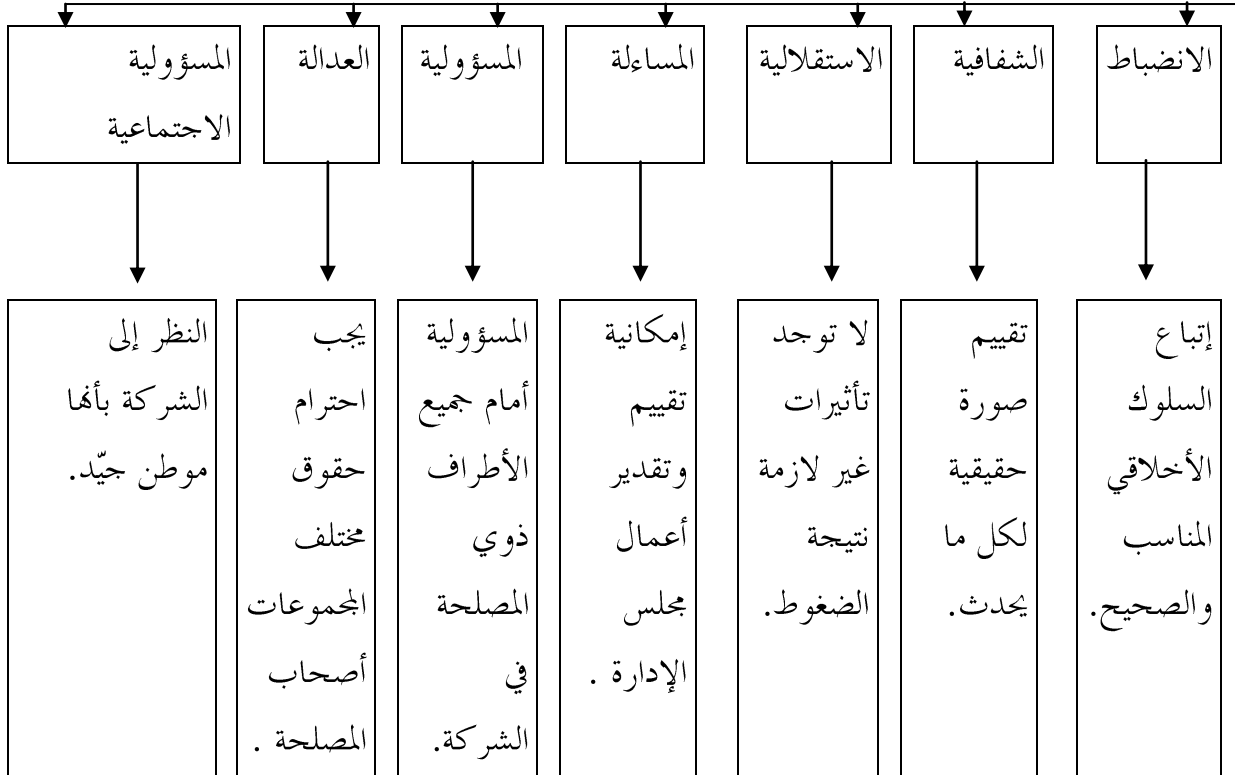 الانضباط
الشفافية
الاستقلالية
المساءلة
المسؤولية
العدالة
المسؤولية
الاجتماعية
إتباع
السلوك
الأخلاقي
المناسب
والصحيح.
تقييم
صورة
حقيقية
لكل ما
يحدث.
لا توجد
تأثيرات
غير لازمة
نتيجة
الضغوط.
إمكانية
تقييم
وتقدير
أعمال
مجلس
الإدارة .
المسؤولية
أمام جميع
الأطراف
ذوي
المصلحة
في
الشركة.
يجب
احترام
حقوق
مختلف
المجموعات
أصحاب
المصلحة .
النظر إلى
الشركة بأنها
موطن جيّد.